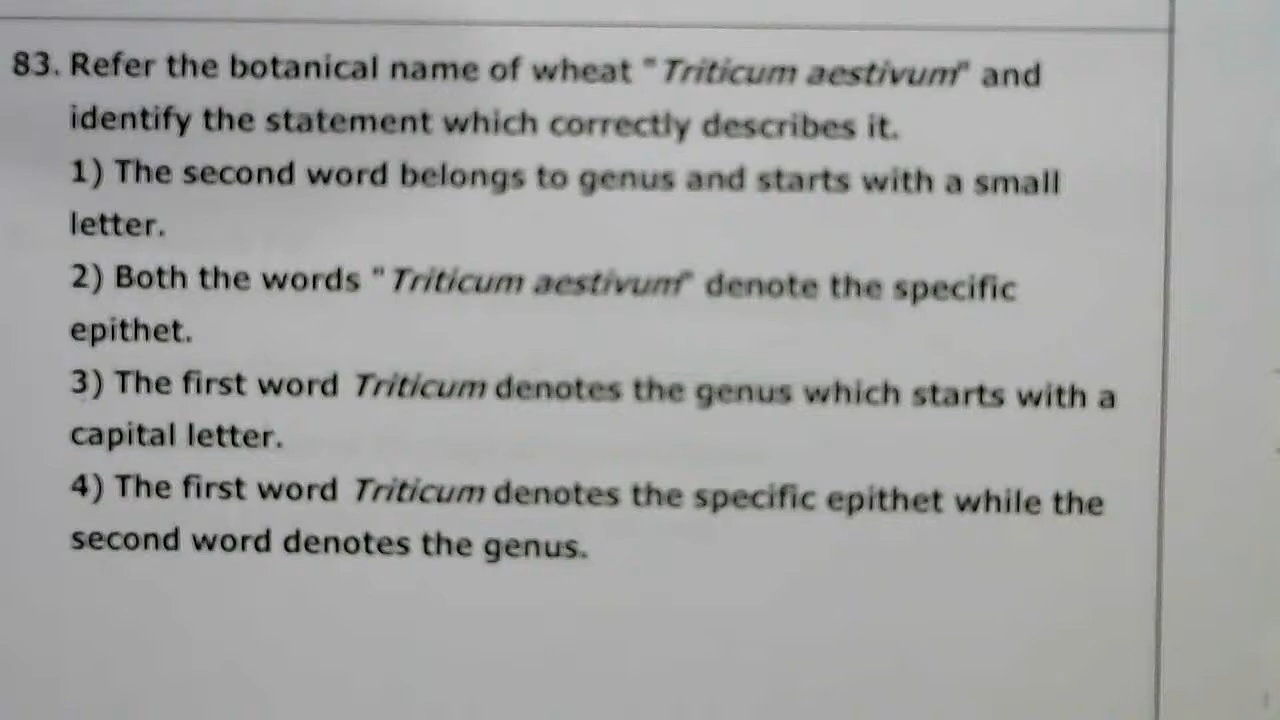 83. Refer the botanical name of wheat "Triticum aestivum" and
identify the statement which correctly describes it.
1) The second word belongs to genus and starts with a small
letter.
2) Both the words "Triticum aestivum" denote the specific
epithet.
3) The first word Triticum denotes the genus which starts with a
capital letter.
4) The first word Triticum denotes the specific epithet while the
second word denotes the genus.